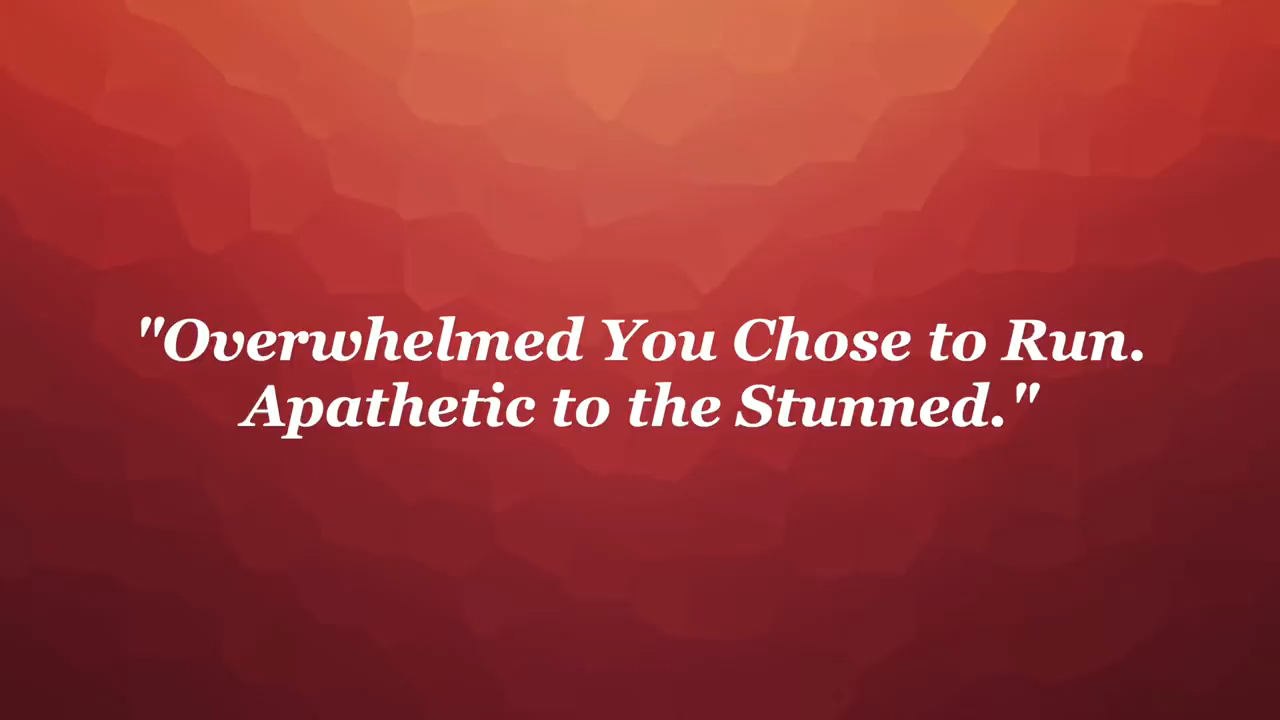 "Overwhelmed You Chose to Run.
Apathetic to the Stunned."